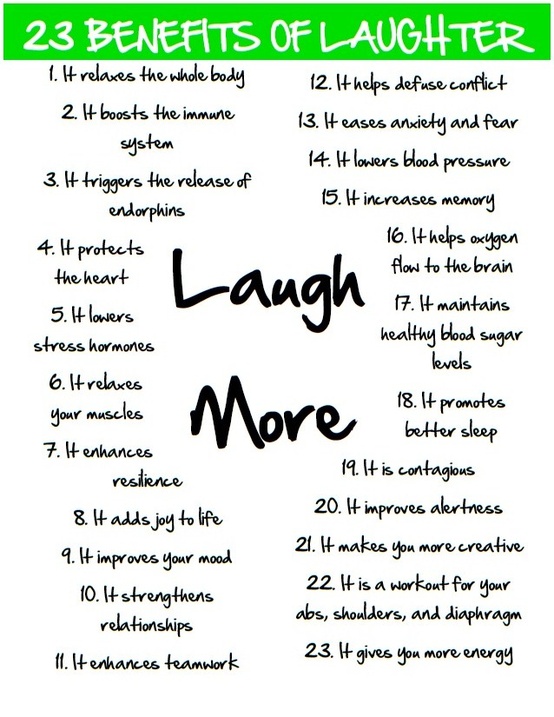 23 BENEFITS OF LAUGHTER
1. It relaxes the whole body
2. It boosts the immune
system
3. It triggers the release of
endorphins
4. It protects
the heart
5. It lowers
stress hormones
6. It relaxes
your muscles
7. It enhances
resilience
8. It adds joy to life
9. It improves your mood
10. It strengthens
relationships
11. It enhances teamwork
Laugh
More
12. It helps defuse conflict
13. It eases anxiety and fear
14. It lowers blood pressure
15. It increases memory
16. It helps oxygen
flow to the brain
17. It maintains
healthy blood sugar
levels
18. It promotes
better sleep
19. It is contagious
20. It improves alertness
21. It makes you more creative
22. It is a workout for your
abs, shoulders, and diaphragm
23. It gives you more energy